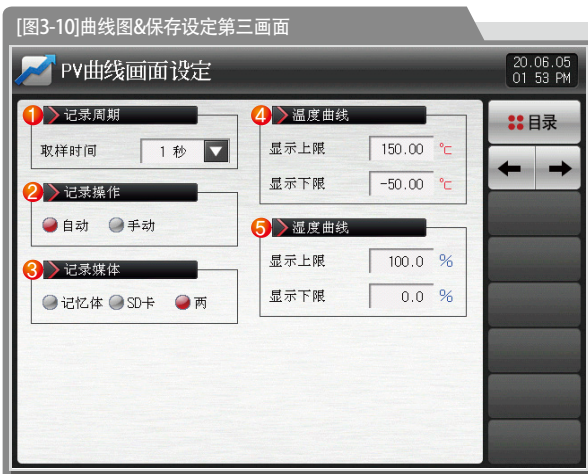 [图3-10]曲线图&保存设定第三画面
PV曲线画面设定
20.06.05
01 53 PM
1 记录周期
取样时间 1 秒
2 记录操作
自动 手动
3 记录媒体
记忆体 SD卡 两
4 温度曲线
显示上限 150.00 ℃
显示下限 -50.00 ℃
5 湿度曲线
显示上限 100.0 %
显示下限 0.0 %
目录